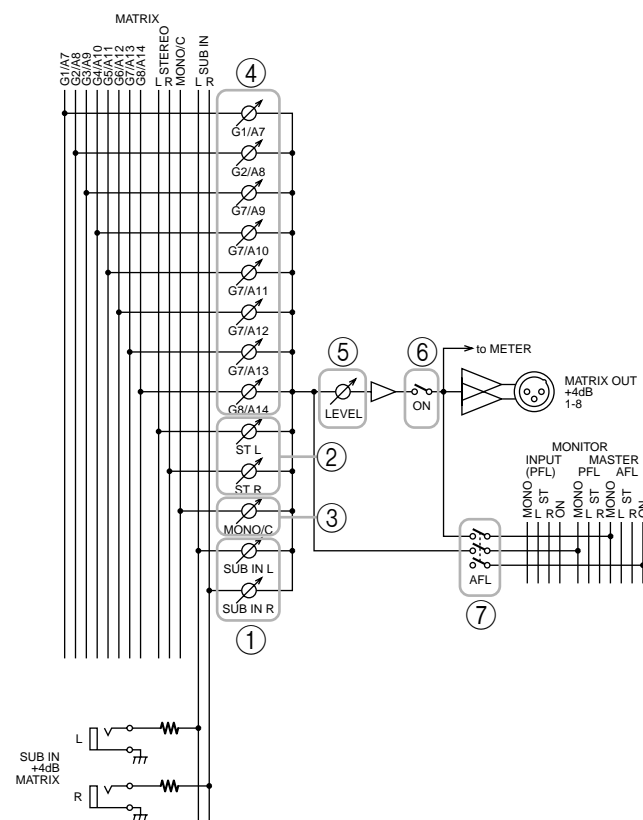 MATRIX
G1/A7
G2/A8
G3/A9
G4/A10
G5/A11
G6/A12
G7/A13
G8/A14
L STEREO
R
MONO/C
L SUB IN
R
4
G1/A7
G2/A8
G7/A9
G7/A10
G7/A11
G7/A12
G7/A13
G8/A14
ST L
ST R
MONO/C
SUB IN L
SUB IN R
2
3
1
5
LEVEL
6
ON
to METER
MATRIX OUT
+4dB
1-8
MONITOR
INPUT MASTER
(PFL) PFL AFL
MONO
L ST
R
ON
MONO
L ST
R
MONO
L ST
R
ON
AFL
7
SUB IN
+4dB
MATRIX
L
R